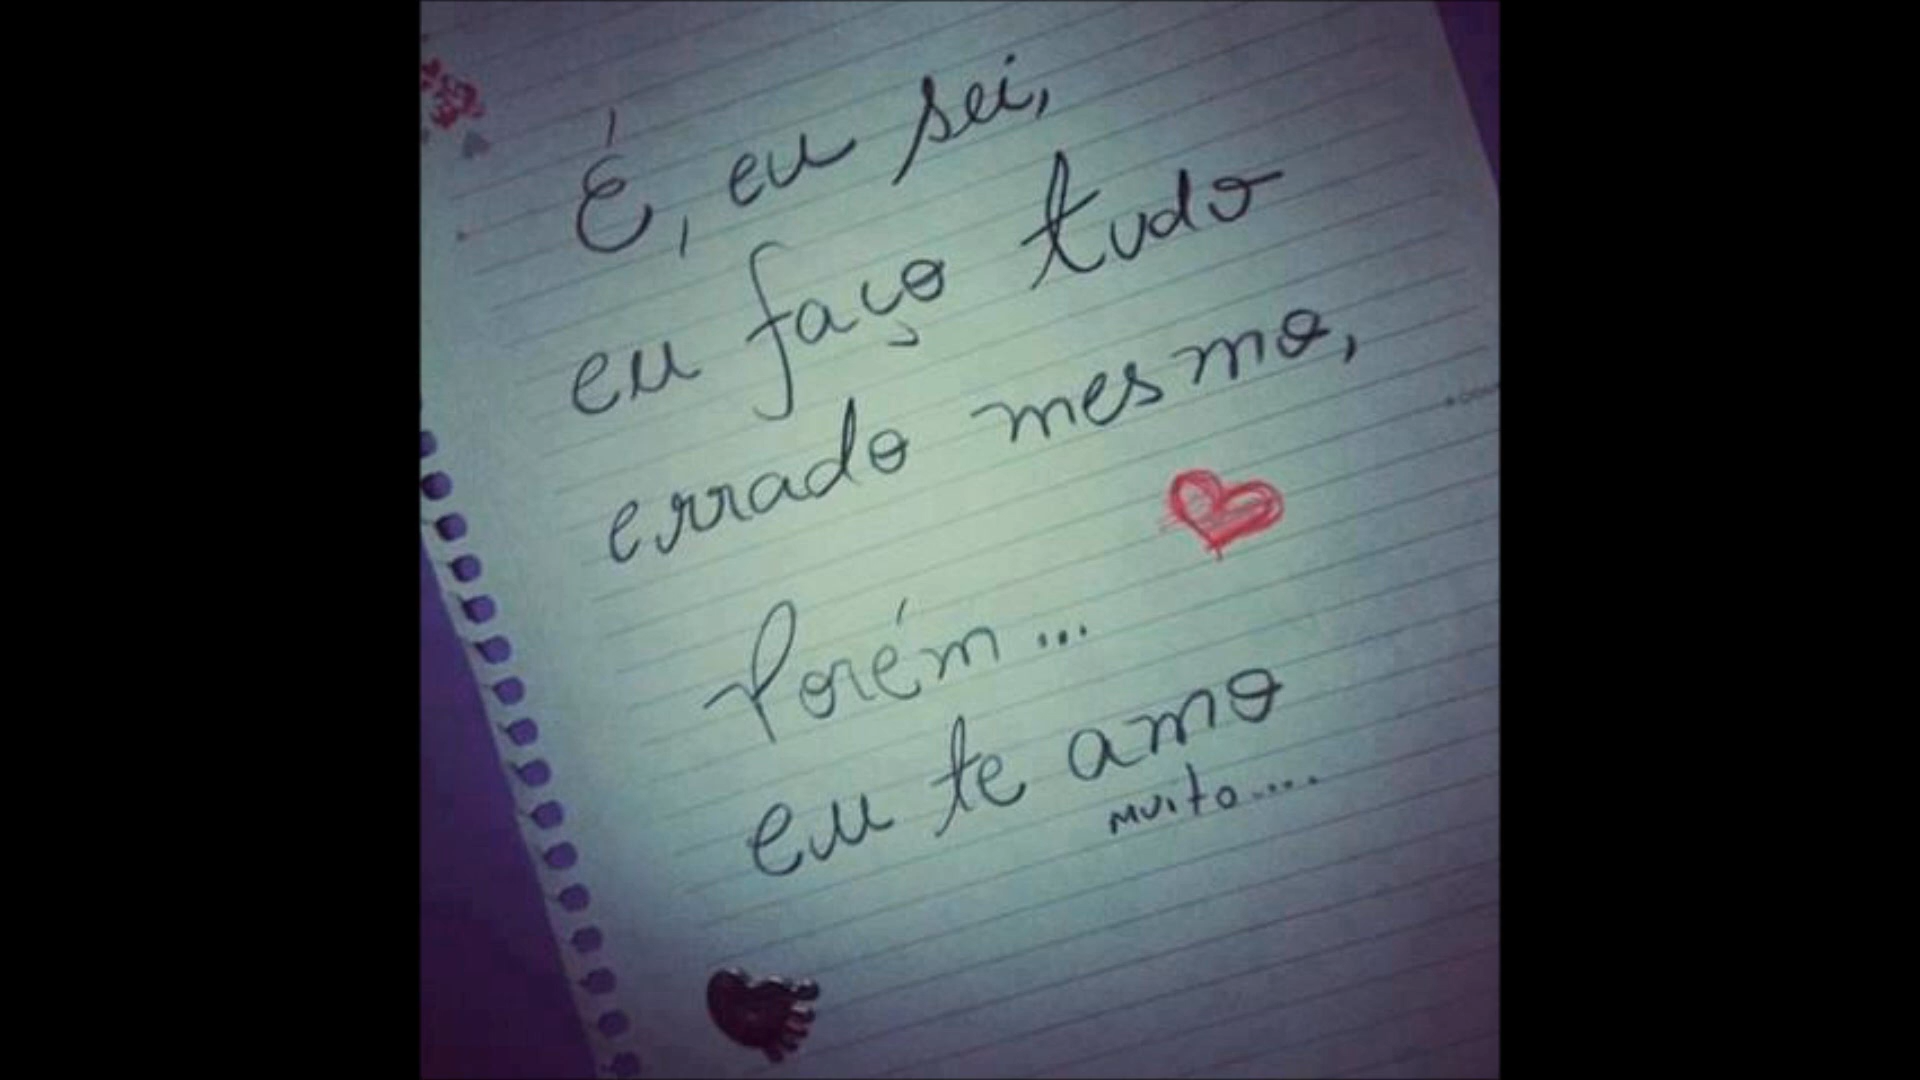 É, eu sei,
eu faço tudo
errado mesmo,
Porém...
eu te amo
muito....